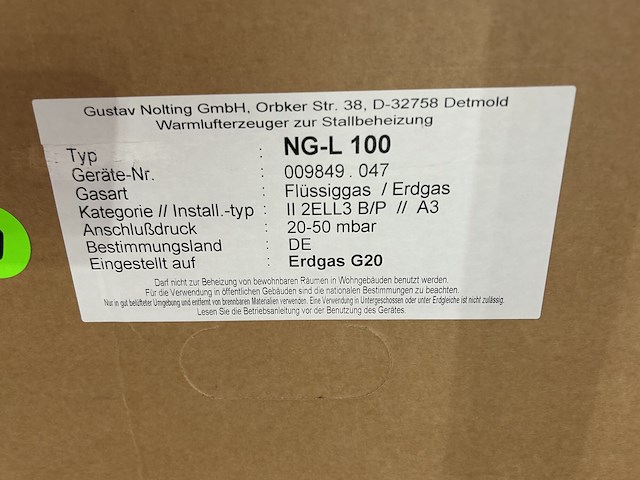 Gustav Nolting GmbH, Orbker Str. 38, D-32758 Detmold
Warmlufterzeuger zur Stallbeheizung
Typ : NG-L 100
Geräte-Nr. : 009849 . 047
Gasart : Flüssiggas / Erdgas
Kategorie // Install.-typ : II 2ELL3 B/P // A3
Anschlußdruck : 20-50 mbar
Bestimmungsland : DE
Eingestellt auf : Erdgas G20
Darf nicht zur Beheizung von bewohnbaren Räumen in Wohngebäuden benutzt werden.
Für die Verwendung in öffentlichen Gebäuden sind die nationalen Bestimmungen zu beachten.
Nur in gut belüfteter Umgebung und entfernt von brennbaren Materialien verwenden. Eine Verwendung in Untergeschossen oder unter Erdgleiche ist nicht zulässig.
Lesen Sie die Betriebsanleitung vor der Benutzung des Gerätes.